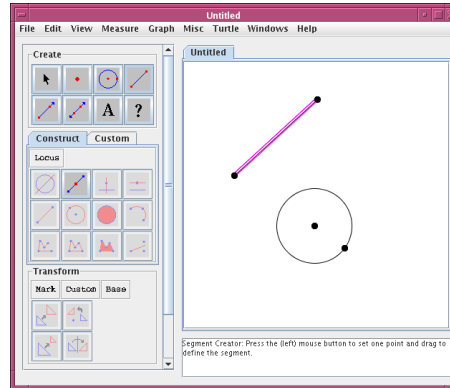 Untitled
File Edit View Measure Graph Misc Turtle Windows Help
Create
A ?
Construct Custom
Locus
Transform
Mark Custom Base
Untitled
Segment Creator: Press the (left) mouse button to set one point and drag to
define the segment.